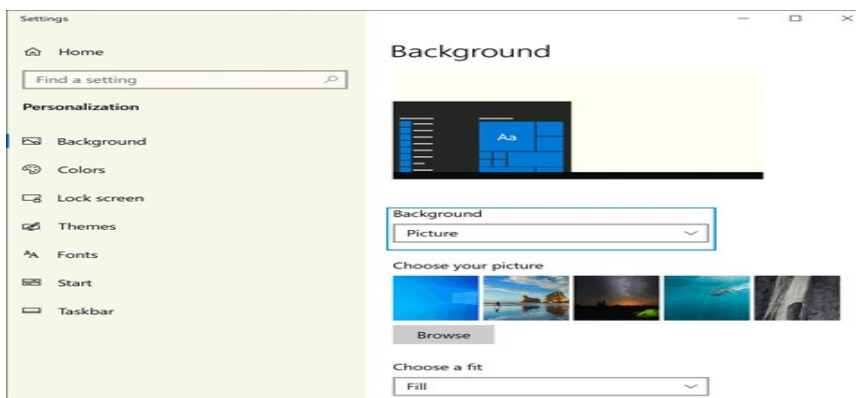 Settings
Home
Find a setting
Personalization
Background
Colors
Lock screen
Themes
Fonts
Start
Taskbar
Background
Aa
Background
Picture
Choose your picture
Browse
Choose a fit
Fill